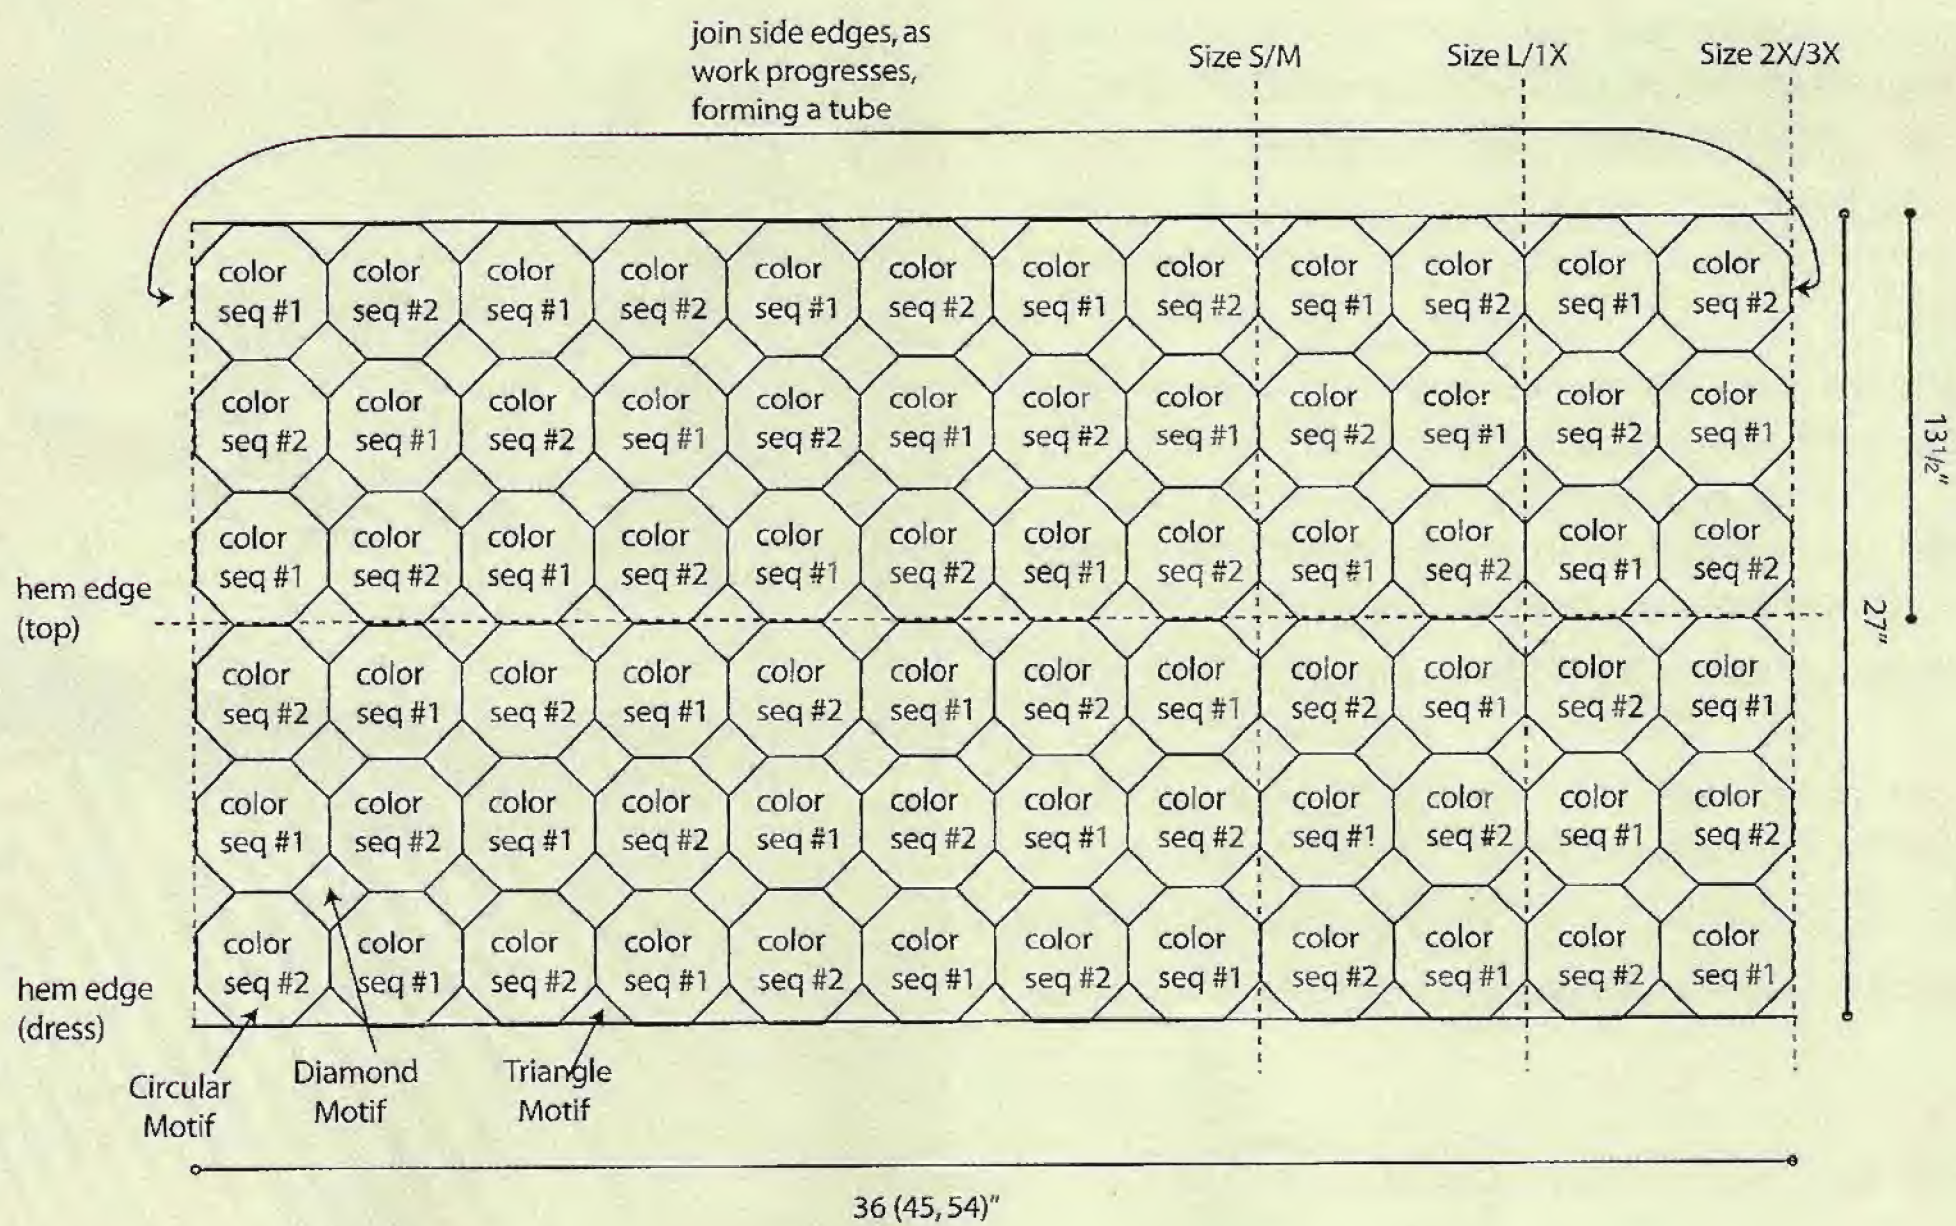 join side edges, as
work progresses,
forming a tube
Size S/M
Size L/1X
Size 2X/3X
color color color color color color color color color color color color
seq #1 seq #2 seq #1 seq #2 seq #1 seq #2 seq #1 seq #2 seq #1 seq #2 seq #1 seq #2
color color color color color color color color color color color color
seq #2 seq #1 seq #2 seq #1 seq #2 seq #1 seq #2 seq #1 seq #2 seq #1 seq #2 seq #1
color color color color color color color color color color color color
seq #1 seq #2 seq #1 seq #2 seq #1 seq #2 seq #1 seq #2 seq #1 seq #2 seq #1 seq #2
hem edge
(top)
color color color color color color color color color color color color
seq #2 seq #1 seq #2 seq #1 seq #2 seq #1 seq #2 seq #1 seq #2 seq #1 seq #2 seq #1
color color color color color color color color color color color color
seq #1 seq #2 seq #1 seq #2 seq #1 seq #2 seq #1 seq #2 seq #1 seq #2 seq #1 seq #2
color color color color color color color color color color color color
seq #2 seq #1 seq #2 seq #1 seq #2 seq #1 seq #2 seq #1 seq #2 seq #1 seq #2 seq #1
hem edge
(dress)
13 1/2"
27"
Circular
Motif
Diamond
Motif
Triangle
Motif
36 (45, 54)"